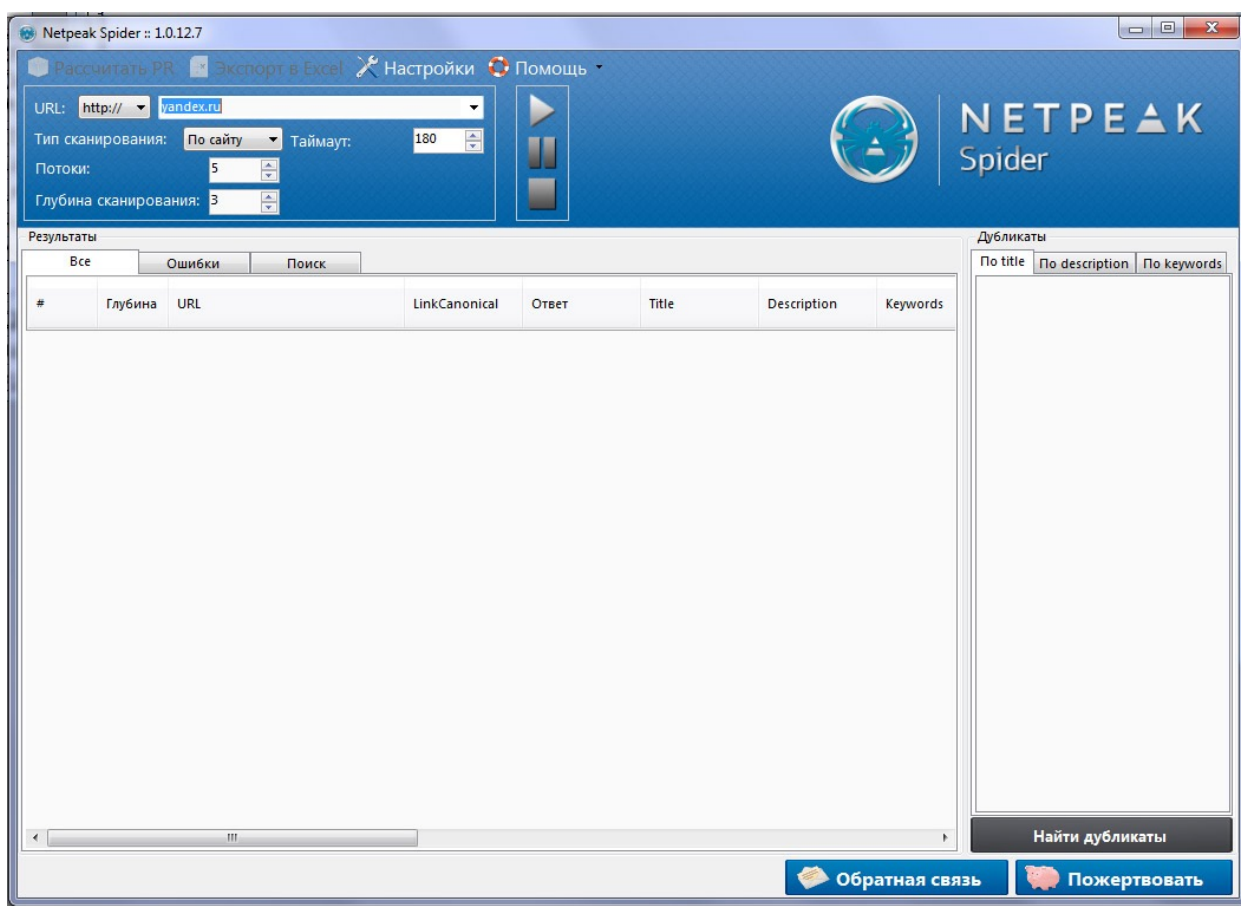 Netpeak Spider :: 1.0.12.7
Рассчитать PR Экспорт в Excel Настройки Помощь
URL: http:// yandex.ru
Тип сканирования: По сайту Таймаут: 180
Потоки: 5
Глубина сканирования: 3
NETPEAK
Spider
Результаты
Все Ошибки Поиск
# Глубина URL LinkCanonical Ответ Title Description Keywords
Дубликаты
По title По description По keywords
Найти дубликаты
Обратная связь Пожертвовать